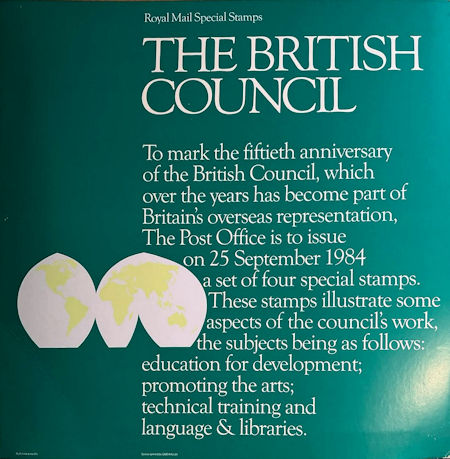 Royal Mail Special Stamps
THE BRITISH
COUNCIL
To mark the fiftieth anniversary
of the British Council, which
over the years has become part of
Britain's overseas representation,
The Post Office is to issue
on 25 September 1984
a set of four special stamps.
These stamps illustrate some
aspects of the council's work,
the subjects being as follows:
education for development;
promoting the arts;
technical training and
language & libraries.